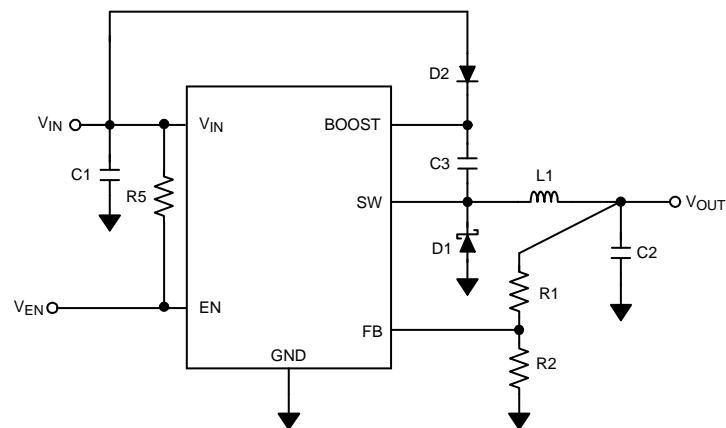 D2
VIN
VIN
BOOST
C1
R5
C3
L1
SW
VOUT
D1
C2
VEN
EN
R1
FB
GND
R2